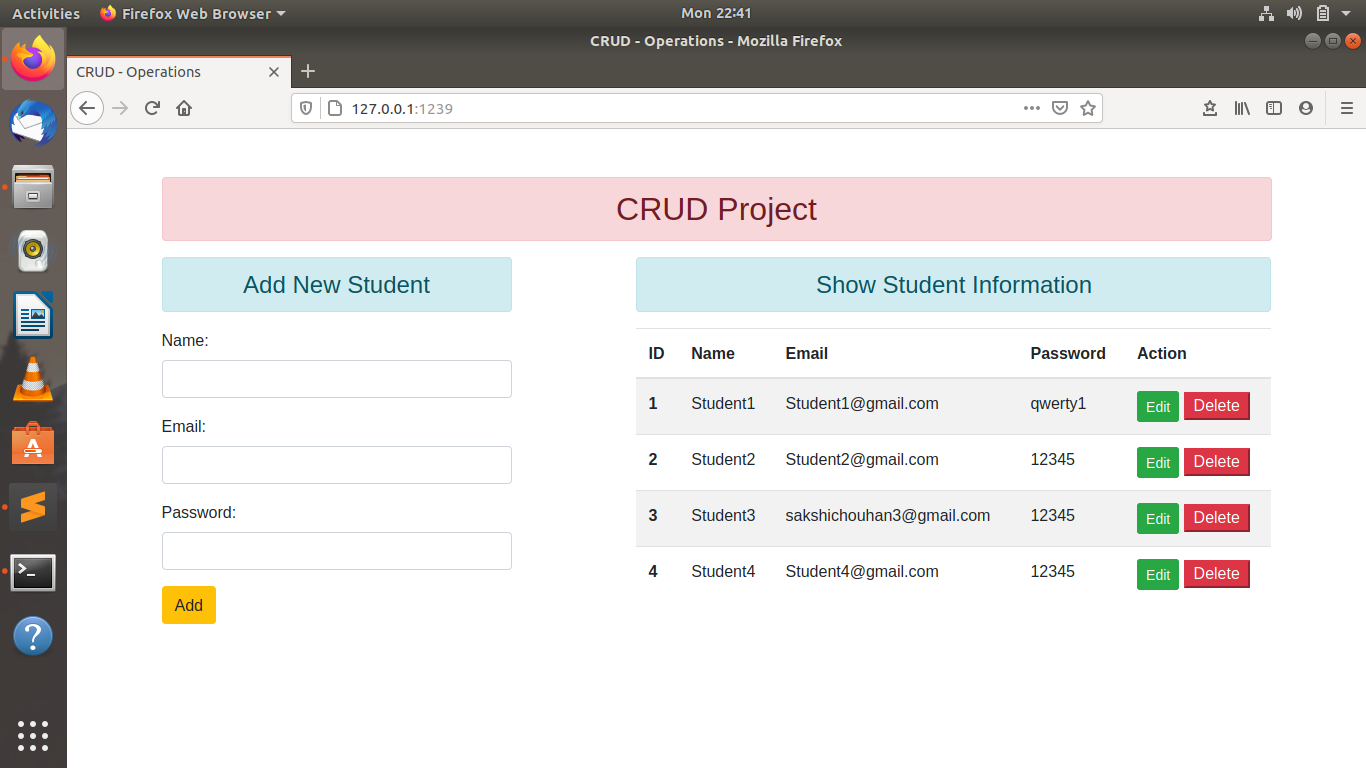 Activities Firefox Web Browser Mon 22:41
CRUD - Operations - Mozilla Firefox
CRUD - Operations
127.0.0.1:1239
CRUD Project
Add New Student
Name:
Email:
Password:
Add
Show Student Information
ID Name Email Password Action
1 Student1 Student1@gmail.com qwerty1 Edit Delete
2 Student2 Student2@gmail.com 12345 Edit Delete
3 Student3 sakshichouhan3@gmail.com 12345 Edit Delete
4 Student4 Student4@gmail.com 12345 Edit Delete